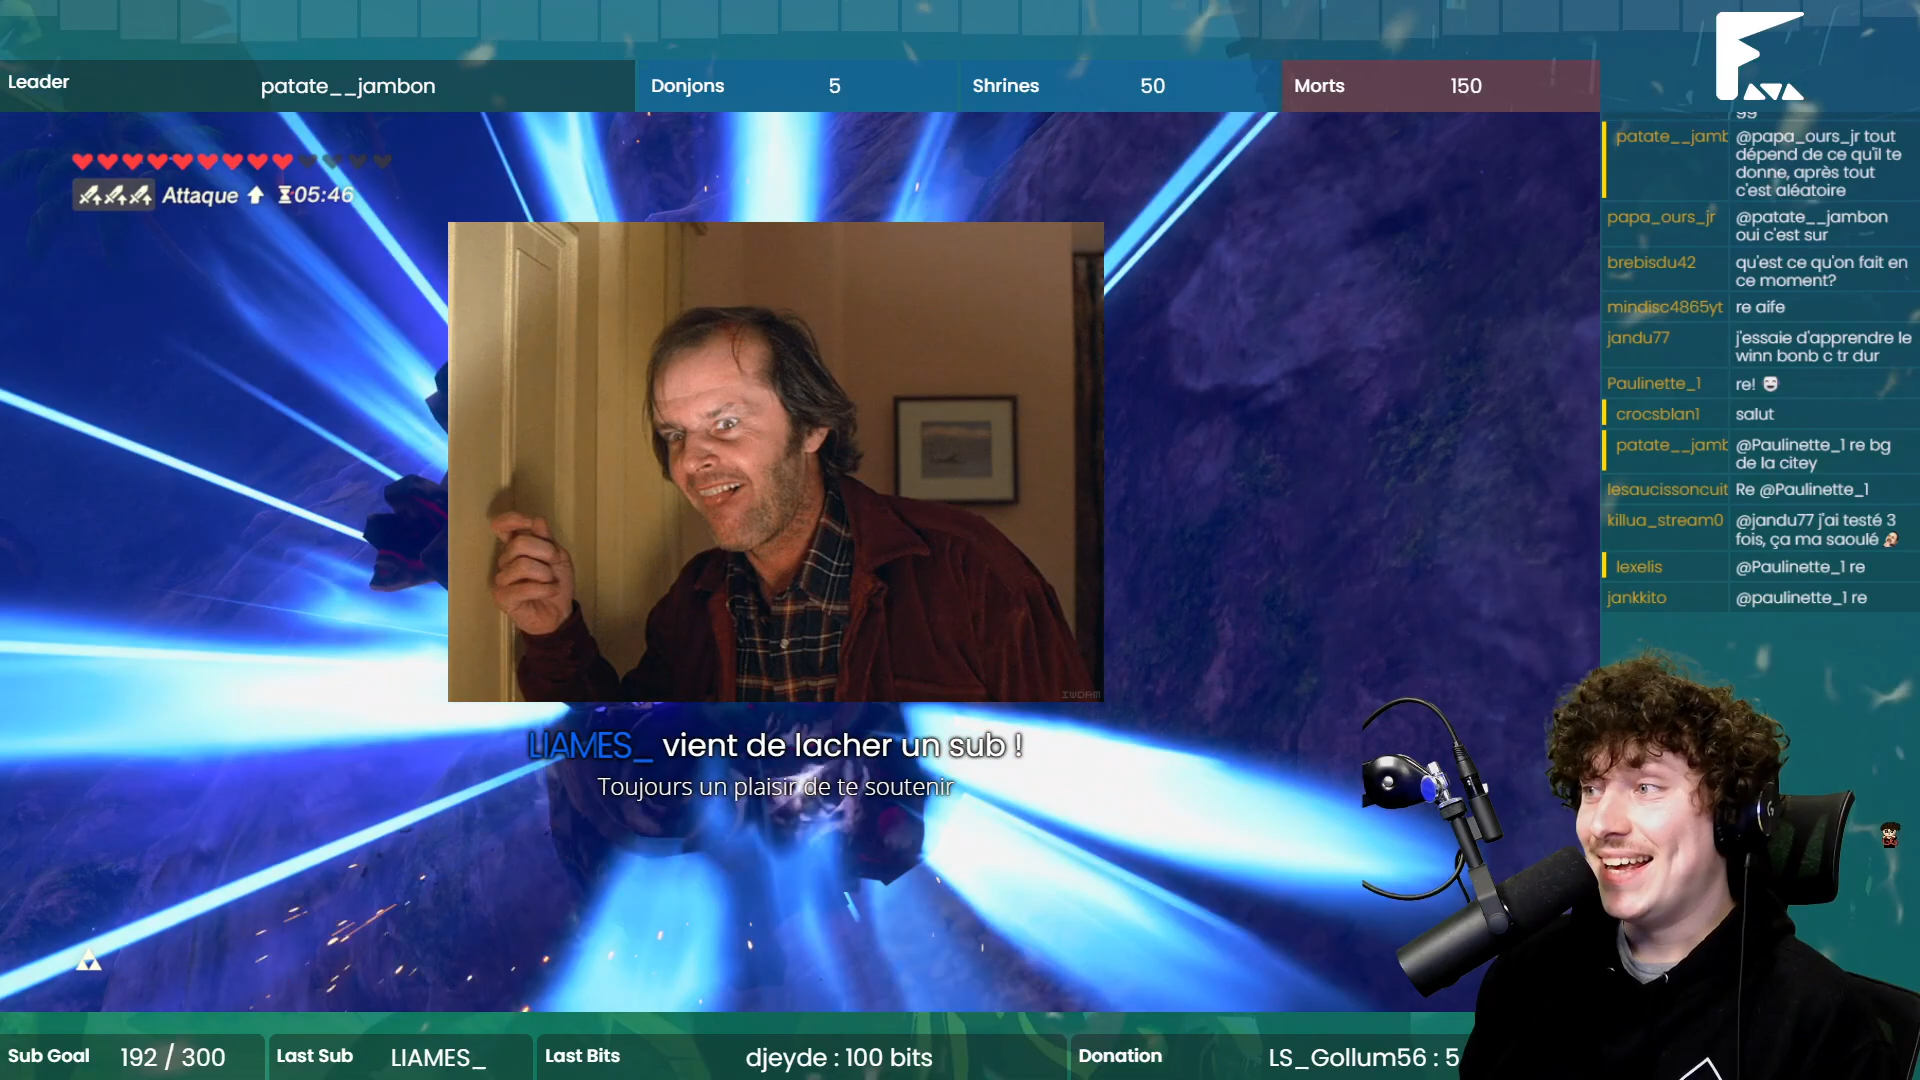 Leader
patate__jambon
Donjons
5
Shrines
50
Morts
150
Attaque
05:46
99
patate__jamb
@papa_ours_jr tout
dépend de ce qu'il te
donne, après tout
c'est aléatoire
papa_ours_jr
@patate__jambon
oui c'est sur
brebisdu42
qu'est ce qu'on fait en
ce moment?
mindisc4865yt
re aife
jandu77
j'essaie d'apprendre le
winn bonb c tr dur
Paulinette_1
re!
crocsblan1
salut
patate__jamb
@Paulinette_1 re bg
de la citey
lesaucissoncuit
Re @Paulinette_1
killua_stream0
@jandu77 j'ai testé 3
fois, ça ma saoulé
lexelis
@Paulinette_1 re
jankkito
@paulinette_1 re
IWDRM
LIAMES_ vient de lacher un sub !
Toujours un plaisir de te soutenir
Sub Goal
192 / 300
Last Sub
LIAMES_
Last Bits
djeyde : 100 bits
Donation
LS_Gollum56 : 5